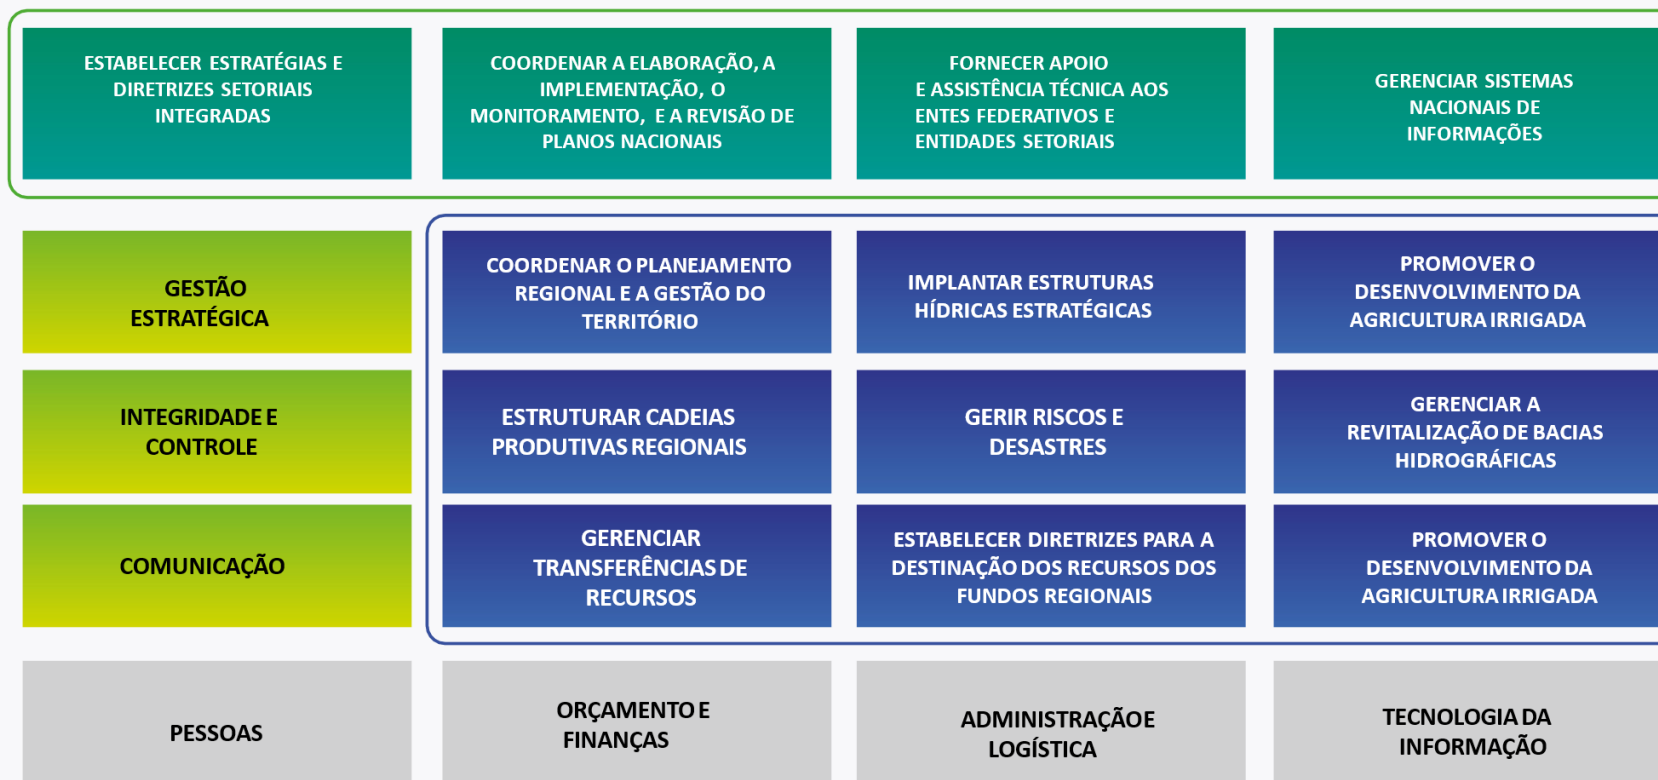 ESTABELECER ESTRATÉGIAS E
DIRETRIZES SETORIAIS
INTEGRADAS
COORDENAR A ELABORAÇÃO, A
IMPLEMENTAÇÃO, O
MONITORAMENTO, E A REVISÃO DE
PLANOS NACIONAIS
FORNECER APOIO
E ASSISTÊNCIA TÉCNICA AOS
ENTES FEDERATIVOS E
ENTIDADES SETORIAIS
GERENCIAR SISTEMAS
NACIONAIS DE
INFORMAÇÕES
GESTÃO
ESTRATÉGICA
COORDENAR O PLANEJAMENTO
REGIONAL E A GESTÃO DO
TERRITÓRIO
IMPLANTAR ESTRUTURAS
HÍDRICAS ESTRATÉGICAS
PROMOVER O
DESENVOLVIMENTO DA
AGRICULTURA IRRIGADA
INTEGRIDADE E
CONTROLE
ESTRUTURAR CADEIAS
PRODUTIVAS REGIONAIS
GERIR RISCOS E
DESASTRES
GERENCIAR A
REVITALIZAÇÃO DE BACIAS
HIDROGRÁFICAS
COMUNICAÇÃO
GERENCIAR
TRANSFERÊNCIAS DE
RECURSOS
ESTABELECER DIRETRIZES PARA A
DESTINAÇÃO DOS RECURSOS DOS
FUNDOS REGIONAIS
PROMOVER O
DESENVOLVIMENTO DA
AGRICULTURA IRRIGADA
PESSOAS
ORÇAMENTO E
FINANÇAS
ADMINISTRAÇÃO E
LOGÍSTICA
TECNOLOGIA DA
INFORMAÇÃO